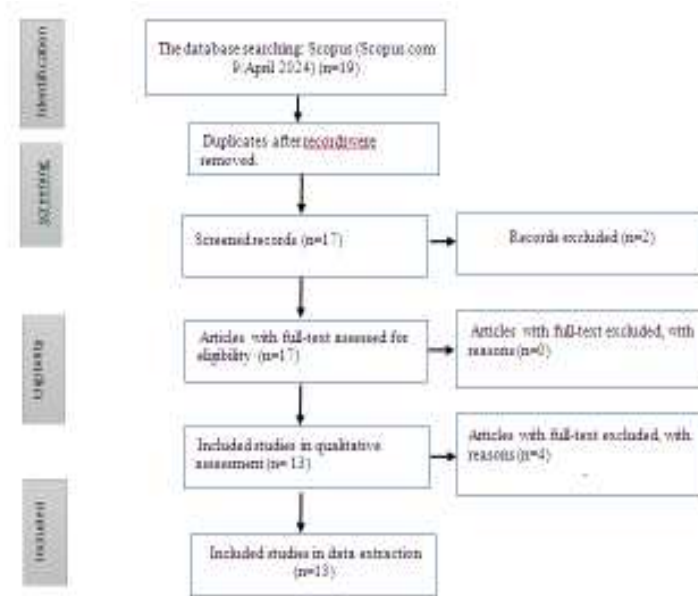 Identification
The database searching: Scopus (Scopus.com
9 April 2024) (n=19)
Duplicates after records were
removed.
Screening
Screened records (n=17)
Records excluded (n=2)
Articles with full-text assessed for
eligibility (n=17)
Articles with full-text excluded, with
reasons (n=0)
Eligibility
Included studies in qualitative
assessment (n= 13)
Articles with full-text excluded, with
reasons (n=4)
Included
Included studies in data extraction
(n=13)